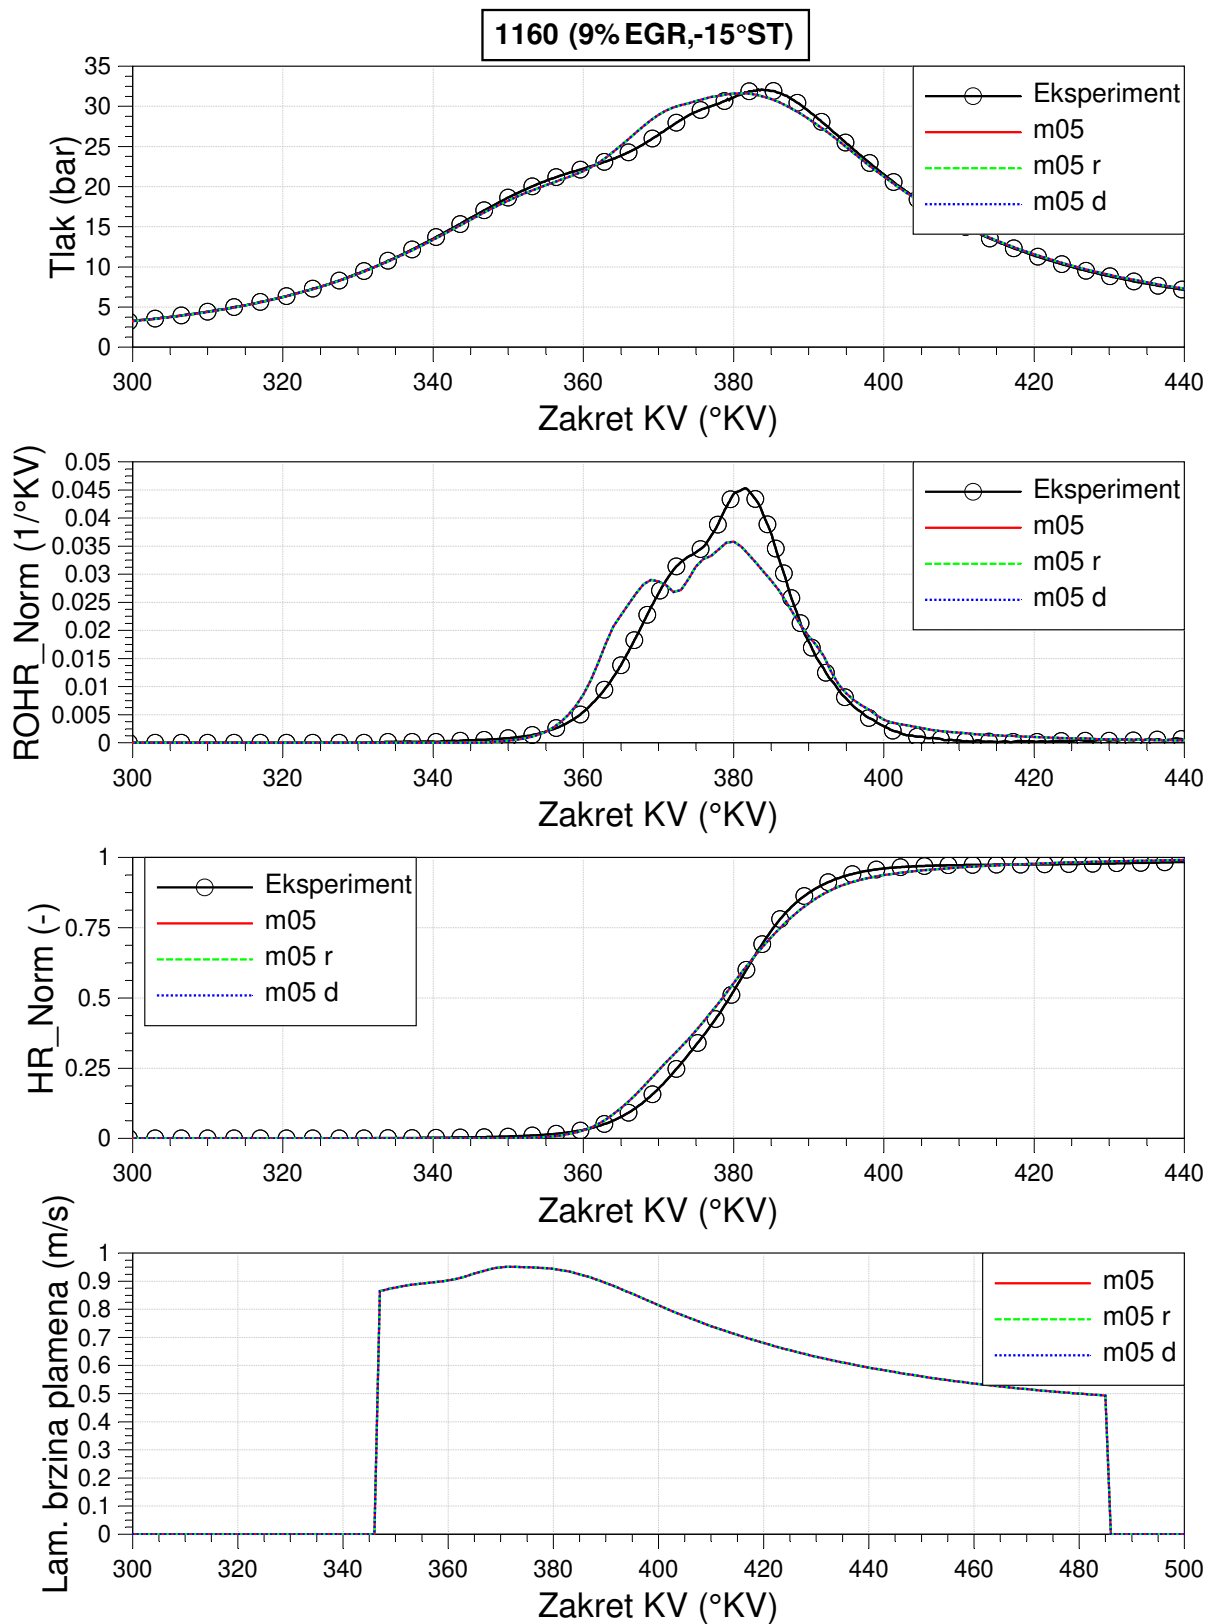 1160 (9% EGR,-15°ST)
Tlak (bar)
35
30
25
20
15
10
5
0
Eksperiment
m05
m05 r
m05 d
300
320
340
360
380
400
420
440
Zakret KV (°KV)
ROHR_Norm (1/°KV)
0.05
0.045
0.04
0.035
0.03
0.025
0.02
0.015
0.01
0.005
0
Eksperiment
m05
m05 r
m05 d
300
320
340
360
380
400
420
440
Zakret KV (°KV)
HR_Norm (-)
1
0.75
0.5
0.25
0
Eksperiment
m05
m05 r
m05 d
300
320
340
360
380
400
420
440
Zakret KV (°KV)
Lam. brzina plamena (m/s)
1
0.9
0.8
0.7
0.6
0.5
0.4
0.3
0.2
0.1
0
m05
m05 r
m05 d
300
320
340
360
380
400
420
440
460
480
500
Zakret KV (°KV)